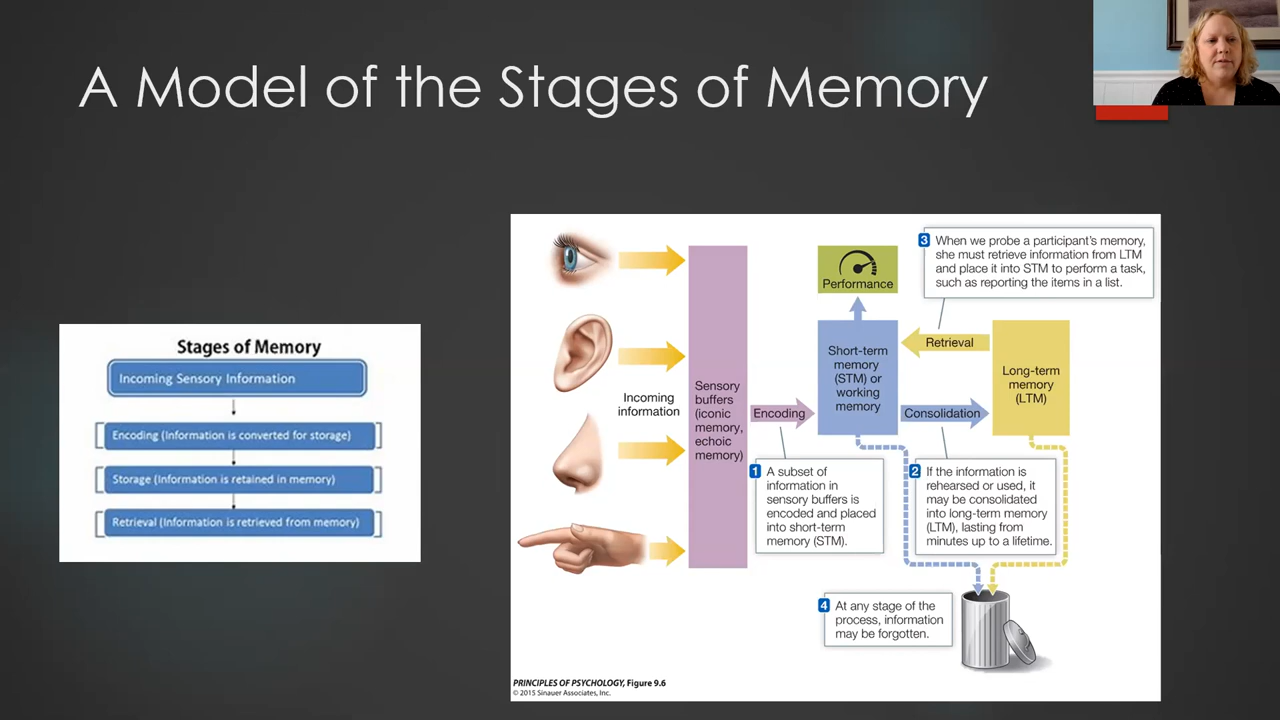 A Model of the Stages of Memory
Stages of Memory
Incoming Sensory Information
Encoding (Information is converted for storage)
Storage (Information is retained in memory)
Retrieval (Information is retrieved from memory)
Incoming
information
Sensory
buffers
(iconic
memory,
echoic
memory)
Encoding
1 A subset of
information in
sensory buffers is
encoded and placed
into short-term
memory (STM).
Performance
Short-term
memory
(STM) or
working
memory
Consolidation
2 If the information is
rehearsed or used, it
may be consolidated
into long-term memory
(LTM), lasting from
minutes up to a lifetime.
Long-term
memory
(LTM)
Retrieval
3 When we probe a participant's memory,
she must retrieve information from LTM
and place it into STM to perform a task,
such as reporting the items in a list.
4 At any stage of the
process, information
may be forgotten.
PRINCIPLES OF PSYCHOLOGY, Figure 9.6
© 2015 Sinauer Associates, Inc.